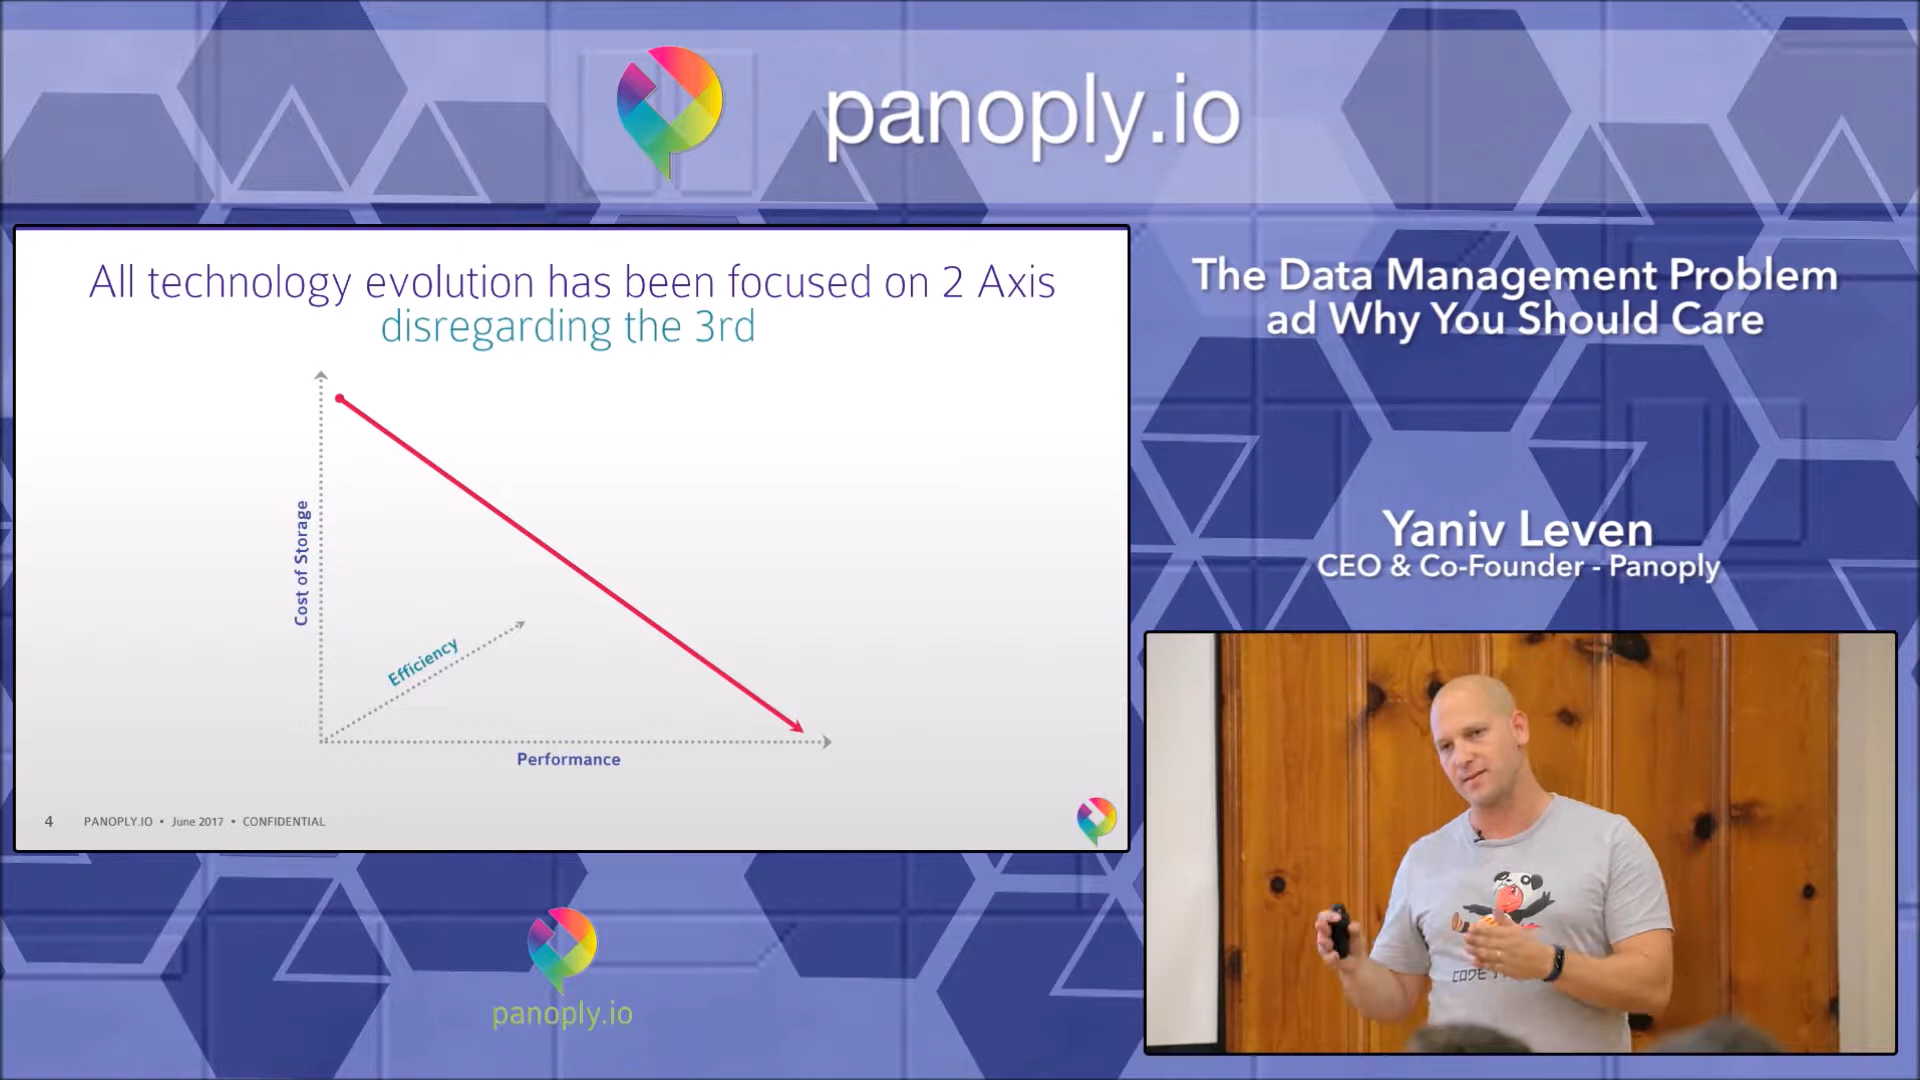 panoply.io
All technology evolution has been focused on 2 Axis
disregarding the 3rd
Cost of Storage
Efficiency
Performance
4 PANOPLY.IO • June 2017 • CONFIDENTIAL
The Data Management Problem
ad Why You Should Care
Yaniv Leven
CEO & Co-Founder - Panoply
CODE
panoply.io